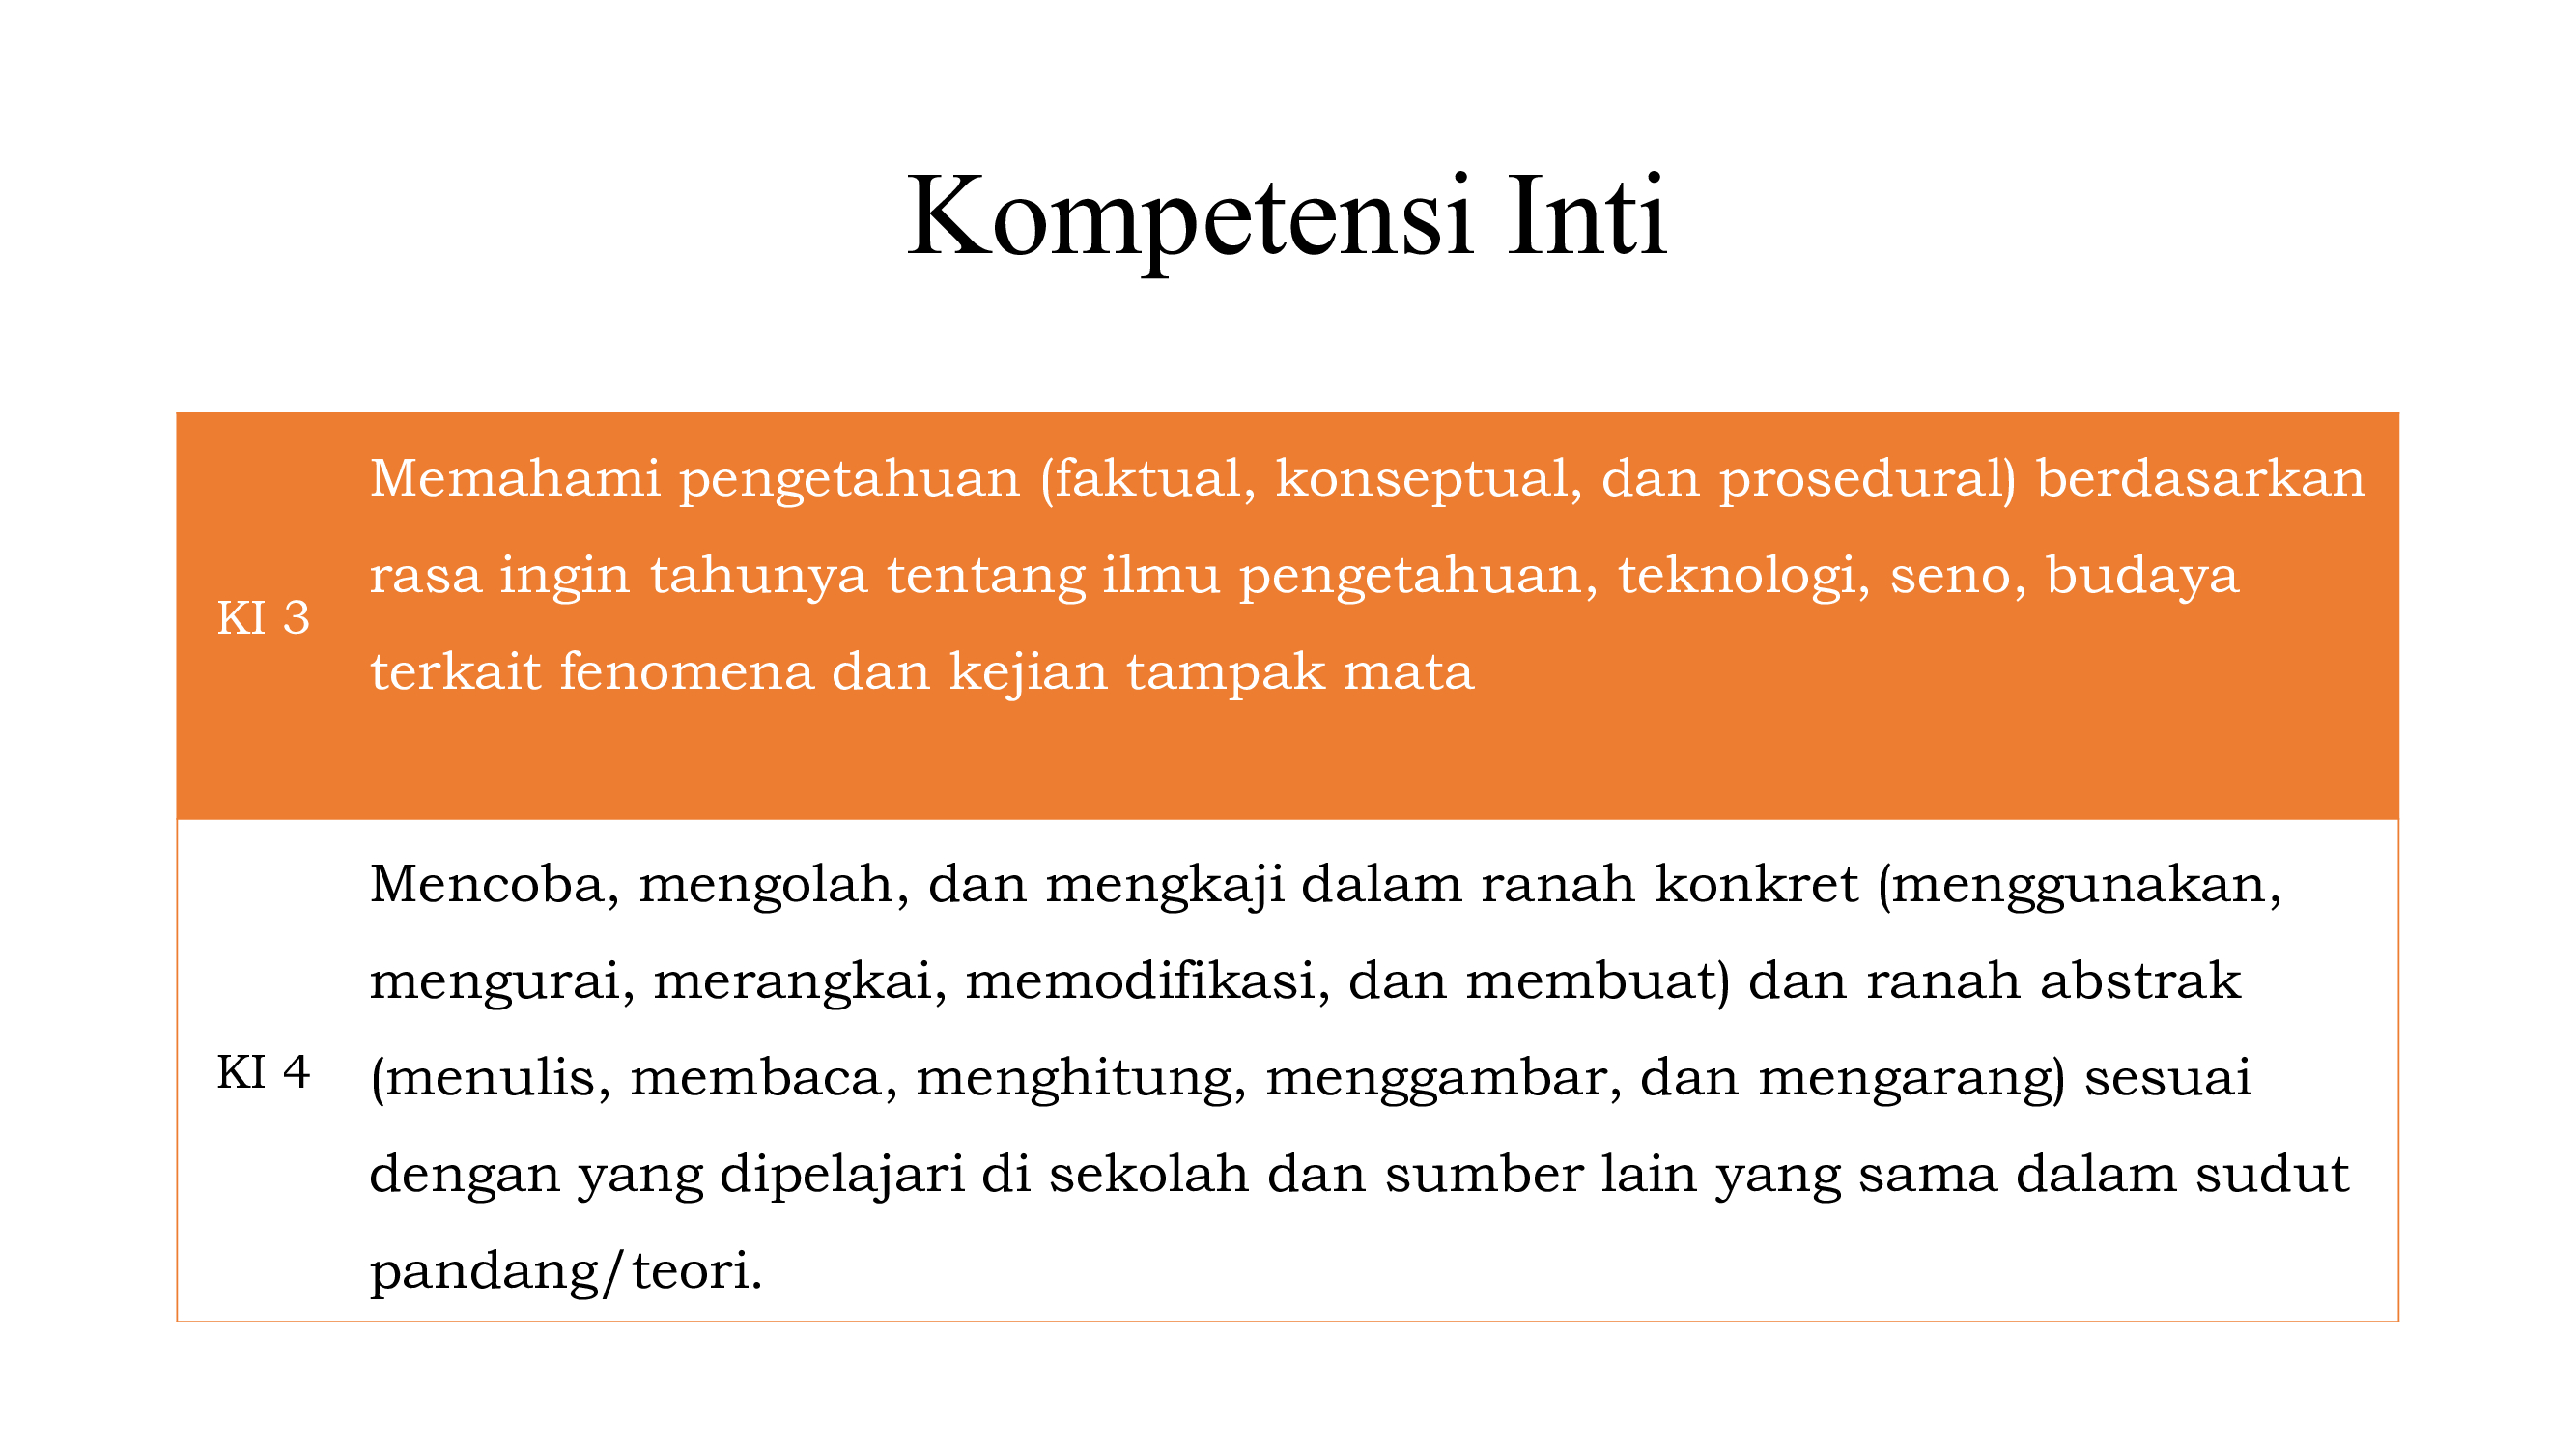 Kompetensi Inti
KI 3
Memahami pengetahuan (faktual, konseptual, dan prosedural) berdasarkan
rasa ingin tahunya tentang ilmu pengetahuan, teknologi, seno, budaya
terkait fenomena dan kejian tampak mata
KI 4
Mencoba, mengolah, dan mengkaji dalam ranah konkret (menggunakan,
mengurai, merangkai, memodifikasi, dan membuat) dan ranah abstrak
(menulis, membaca, menghitung, menggambar, dan mengarang) sesuai
dengan yang dipelajari di sekolah dan sumber lain yang sama dalam sudut
pandang/teori.